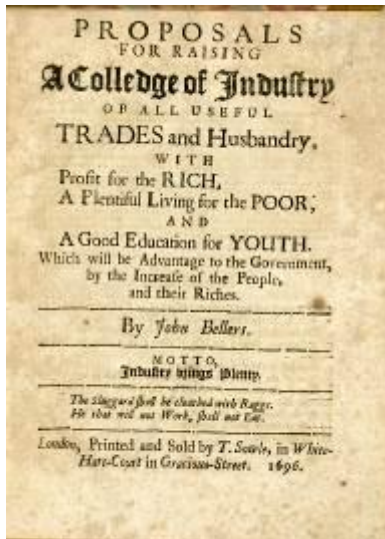 PROPOSALS
FOR RAISING
A Colledge of Induſtry
OF ALL USEFUL
TRADES and Husbandry,
WITH
Profit for the RICH,
A Plentiful Living for the POOR,
AND
A Good Education for YOUTH.
Which will be Advantage to the Government,
by the Increaſe of the People,
and their Riches.
By John Bellers.
MOTTO,
Induſtry brings Plenty.
The Sluggard ſhall be cloathed with Raggs.
He that will not Work, ſhall not Eat.
London, Printed and Sold by T. Sowle, in White-
Hart-Court in Gracious-Street. 1696.